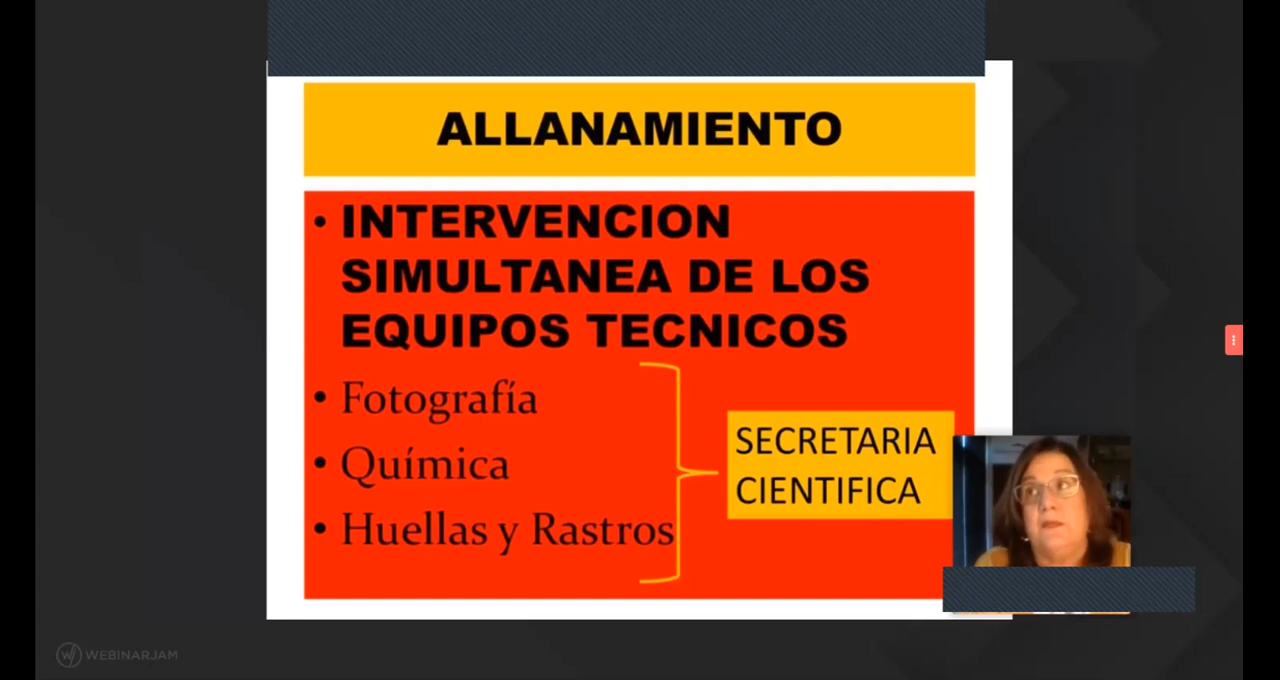 ALLANAMIENTO
• INTERVENCION
SIMULTANEA DE LOS
EQUIPOS TECNICOS
• Fotografía
• Química
• Huellas y Rastros
SECRETARIA
CIENTIFICA
WEBINARJAM